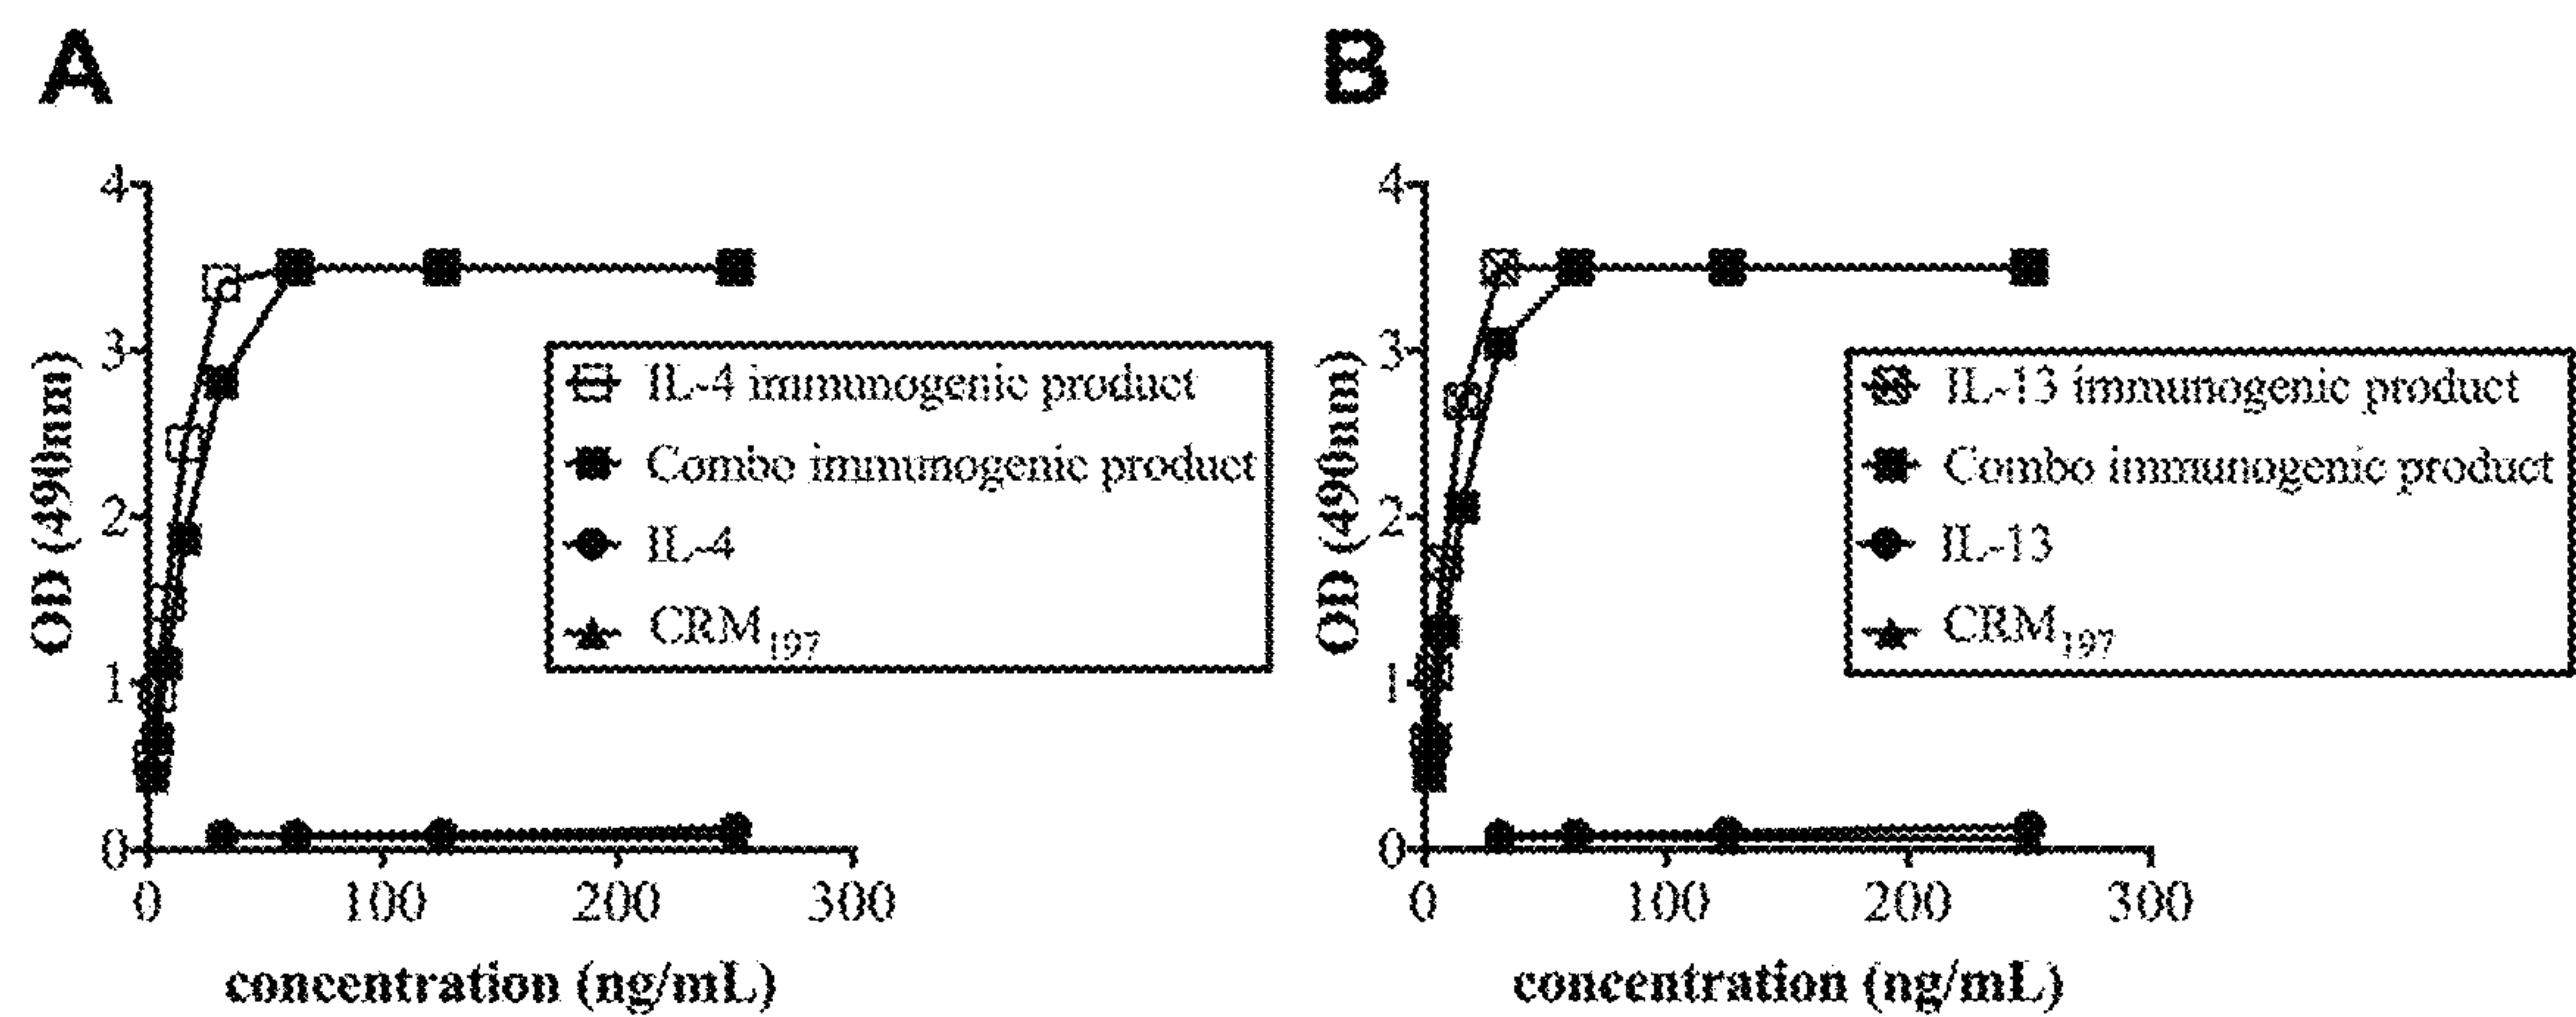 A
4
3
2
1
0
OD (490nm)
IL-4 immunogenic product
Combo immunogenic product
IL-4
CRM197
0 100 200 300
concentration (ng/mL)
B
4
3
2
1
0
OD (490nm)
IL-13 immunogenic product
Combo immunogenic product
IL-13
CRM197
0 100 200 300
concentration (ng/mL)